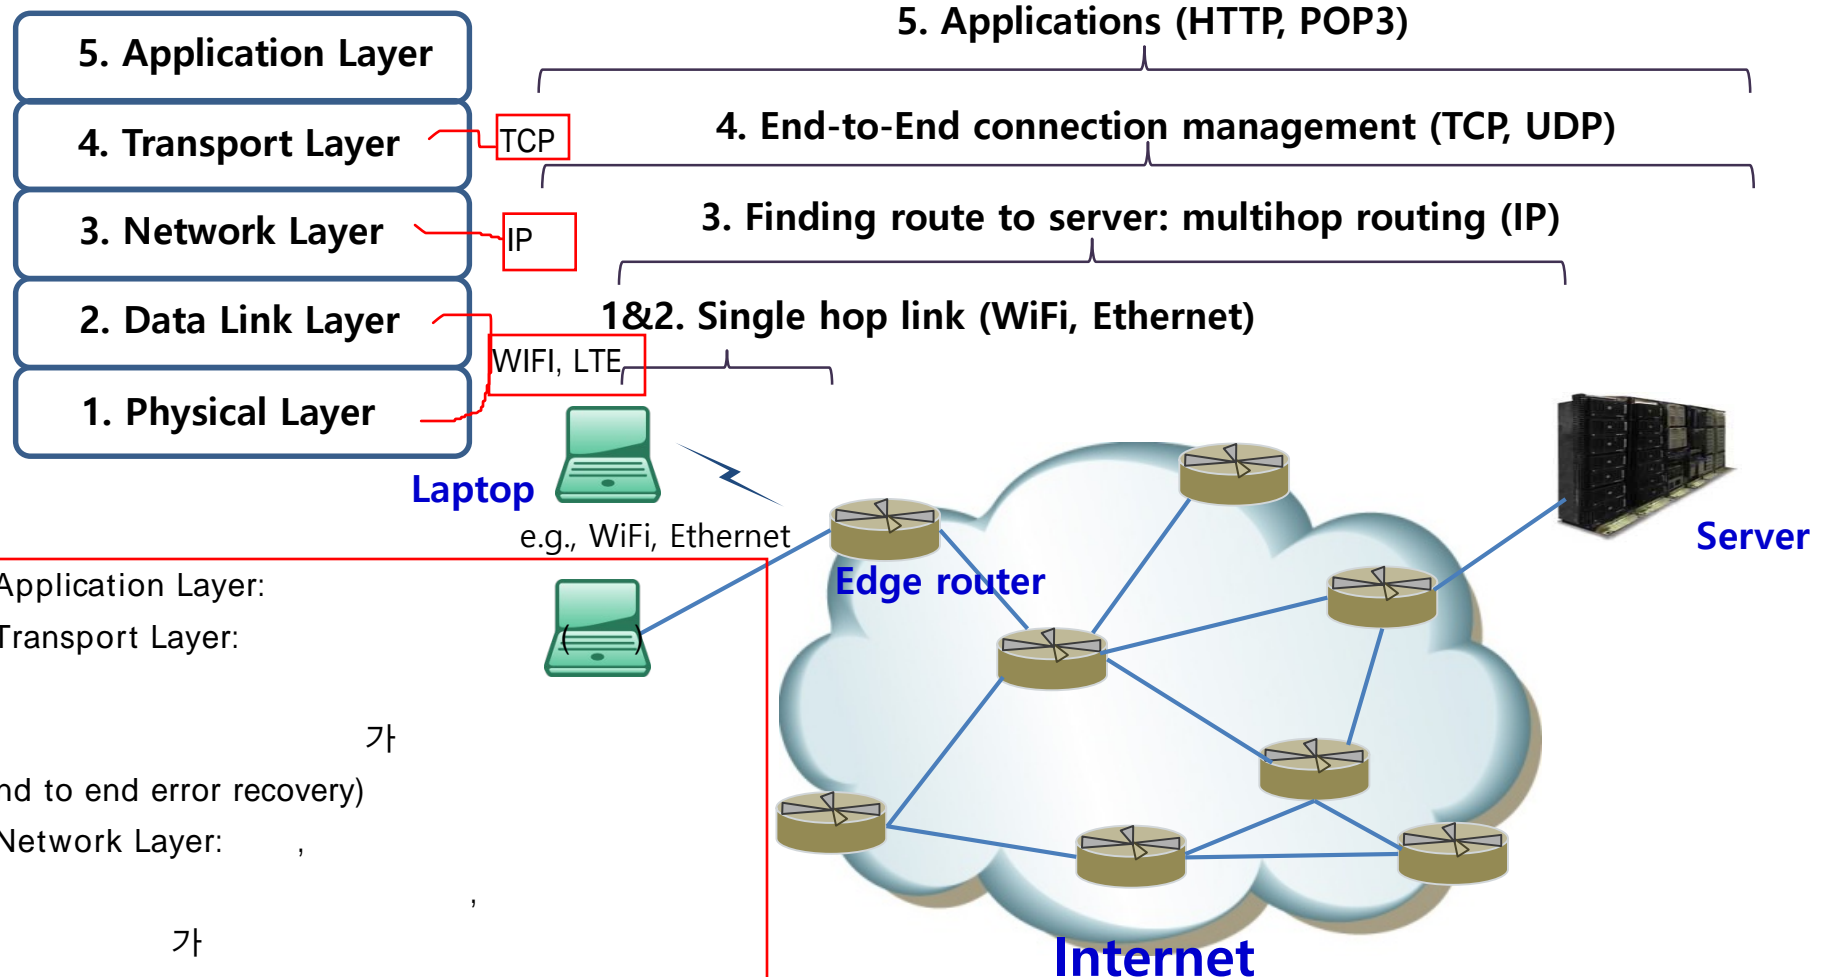 5. Application Layer
4. Transport Layer
3. Network Layer
2. Data Link Layer
1. Physical Layer
TCP
IP
WIFI, LTE
5. Applications (HTTP, POP3)
4. End-to-End connection management (TCP, UDP)
3. Finding route to server: multihop routing (IP)
1&2. Single hop link (WiFi, Ethernet)
Laptop
e.g., WiFi, Ethernet
Edge router
Server
Internet
Application Layer:
Transport Layer:
( )
가
nd to end error recovery)
Network Layer: ,
,
가